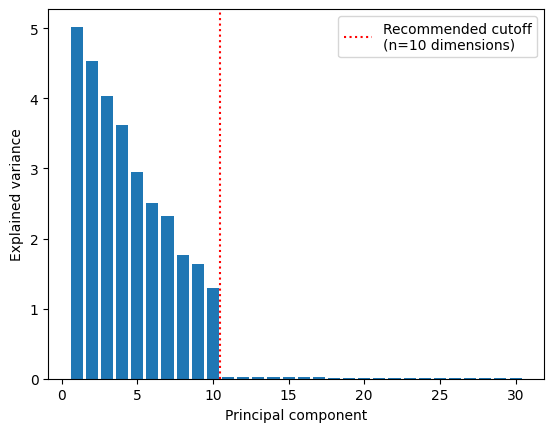 Recommended cutoff
(n=10 dimensions)
5
4
3
2
1
0
Explained variance
0 5 10 15 20 25 30
Principal component